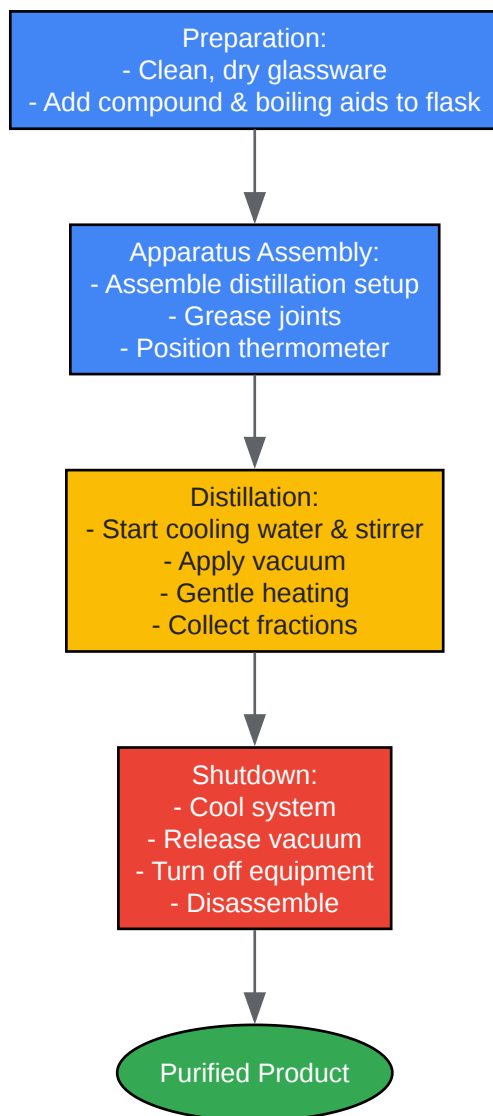 Preparation:
- Clean, dry glassware
- Add compound & boiling aids to flask
Apparatus Assembly:
- Assemble distillation setup
- Grease joints
- Position thermometer
Distillation:
- Start cooling water & stirrer
- Apply vacuum
- Gentle heating
- Collect fractions
Shutdown:
- Cool system
- Release vacuum
- Turn off equipment
- Disassemble
Purified Product